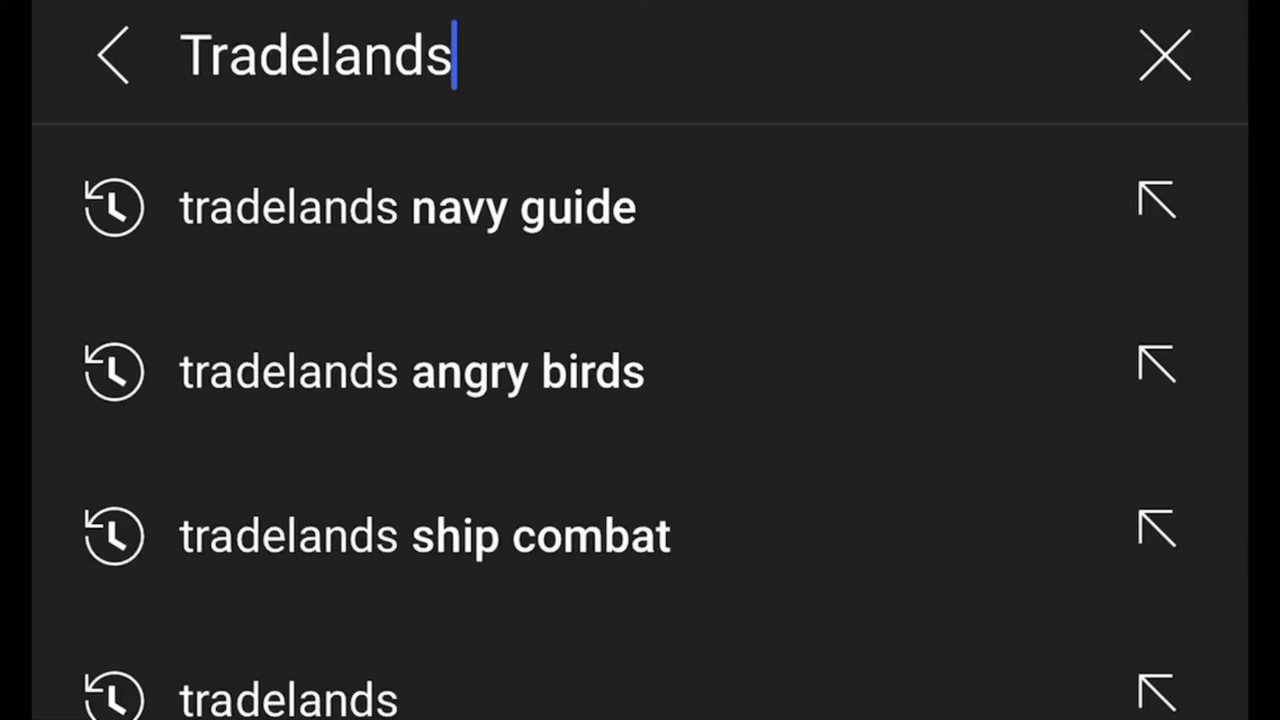 Tradelands
tradelands navy guide
tradelands angry birds
tradelands ship combat
tradelands